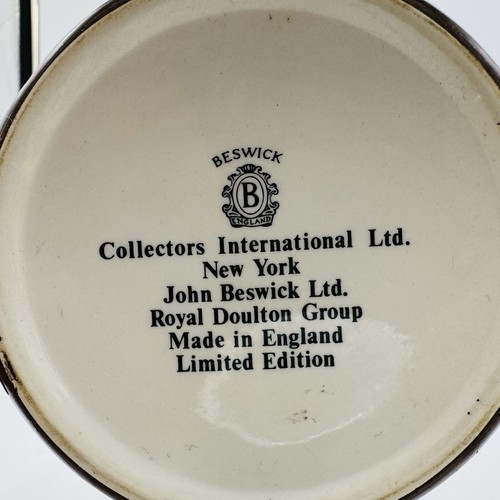 BESWICK
B
ENGLAND
Collectors International Ltd.
New York
John Beswick Ltd.
Royal Doulton Group
Made in England
Limited Edition